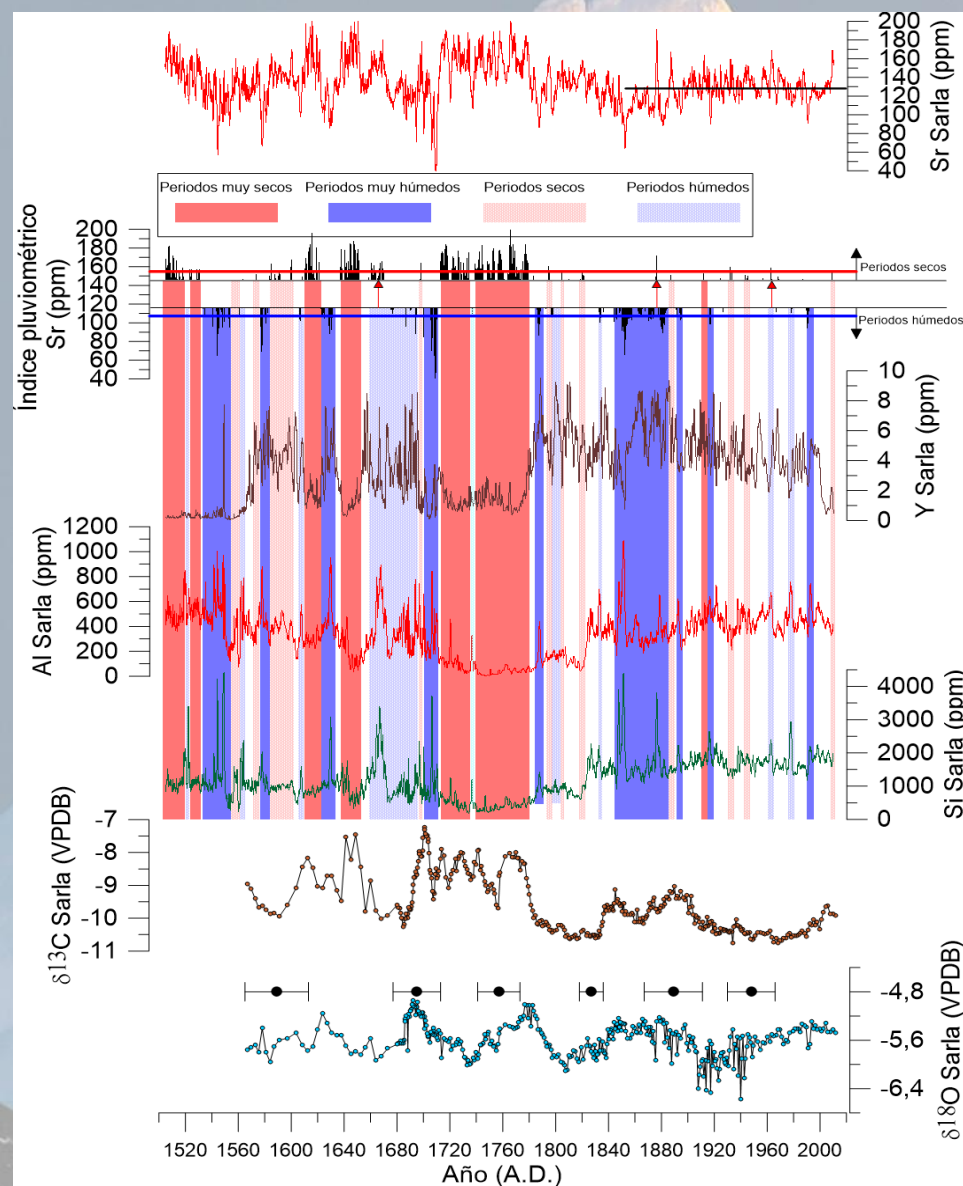 200
180
160
140
120
100
80
60
40
Sr Sarla (ppm)
Periodos muy secos
Periodos muy húmedos
Periodos secos
Periodos húmedos
Índice pluviométrico
Sr (ppm)
200
180
160
140
120
100
80
60
40
Periodos secos
Periodos húmedos
10
8
6
4
2
0
Y Sarla (ppm)
1200
1000
800
600
400
200
0
Al Sarla (ppm)
4000
3000
2000
1000
0
Si Sarla (ppm)
-7
-8
-9
-10
-11
δ13C Sarla (VPDB)
-4,8
-5,6
-6,4
δ18O Sarla (VPDB)
1520 1560 1600 1640 1680 1720 1760 1800 1840 1880 1920 1960 2000
Año (A.D.)